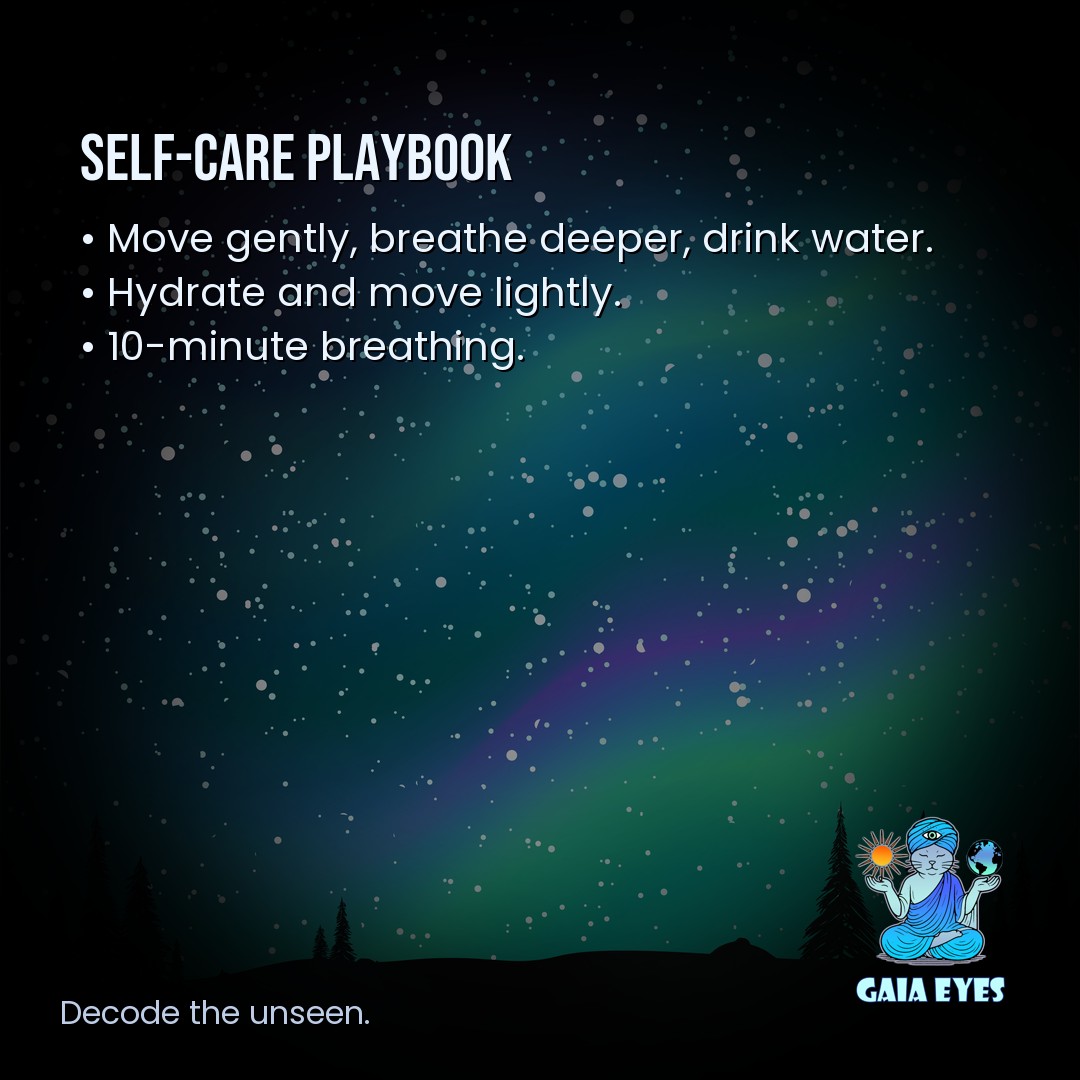 SELF-CARE PLAYBOOK
• Move gently, breathe deeper, drink water.
• Hydrate and move lightly.
• 10-minute breathing.
GAIA EYES
Decode the unseen.